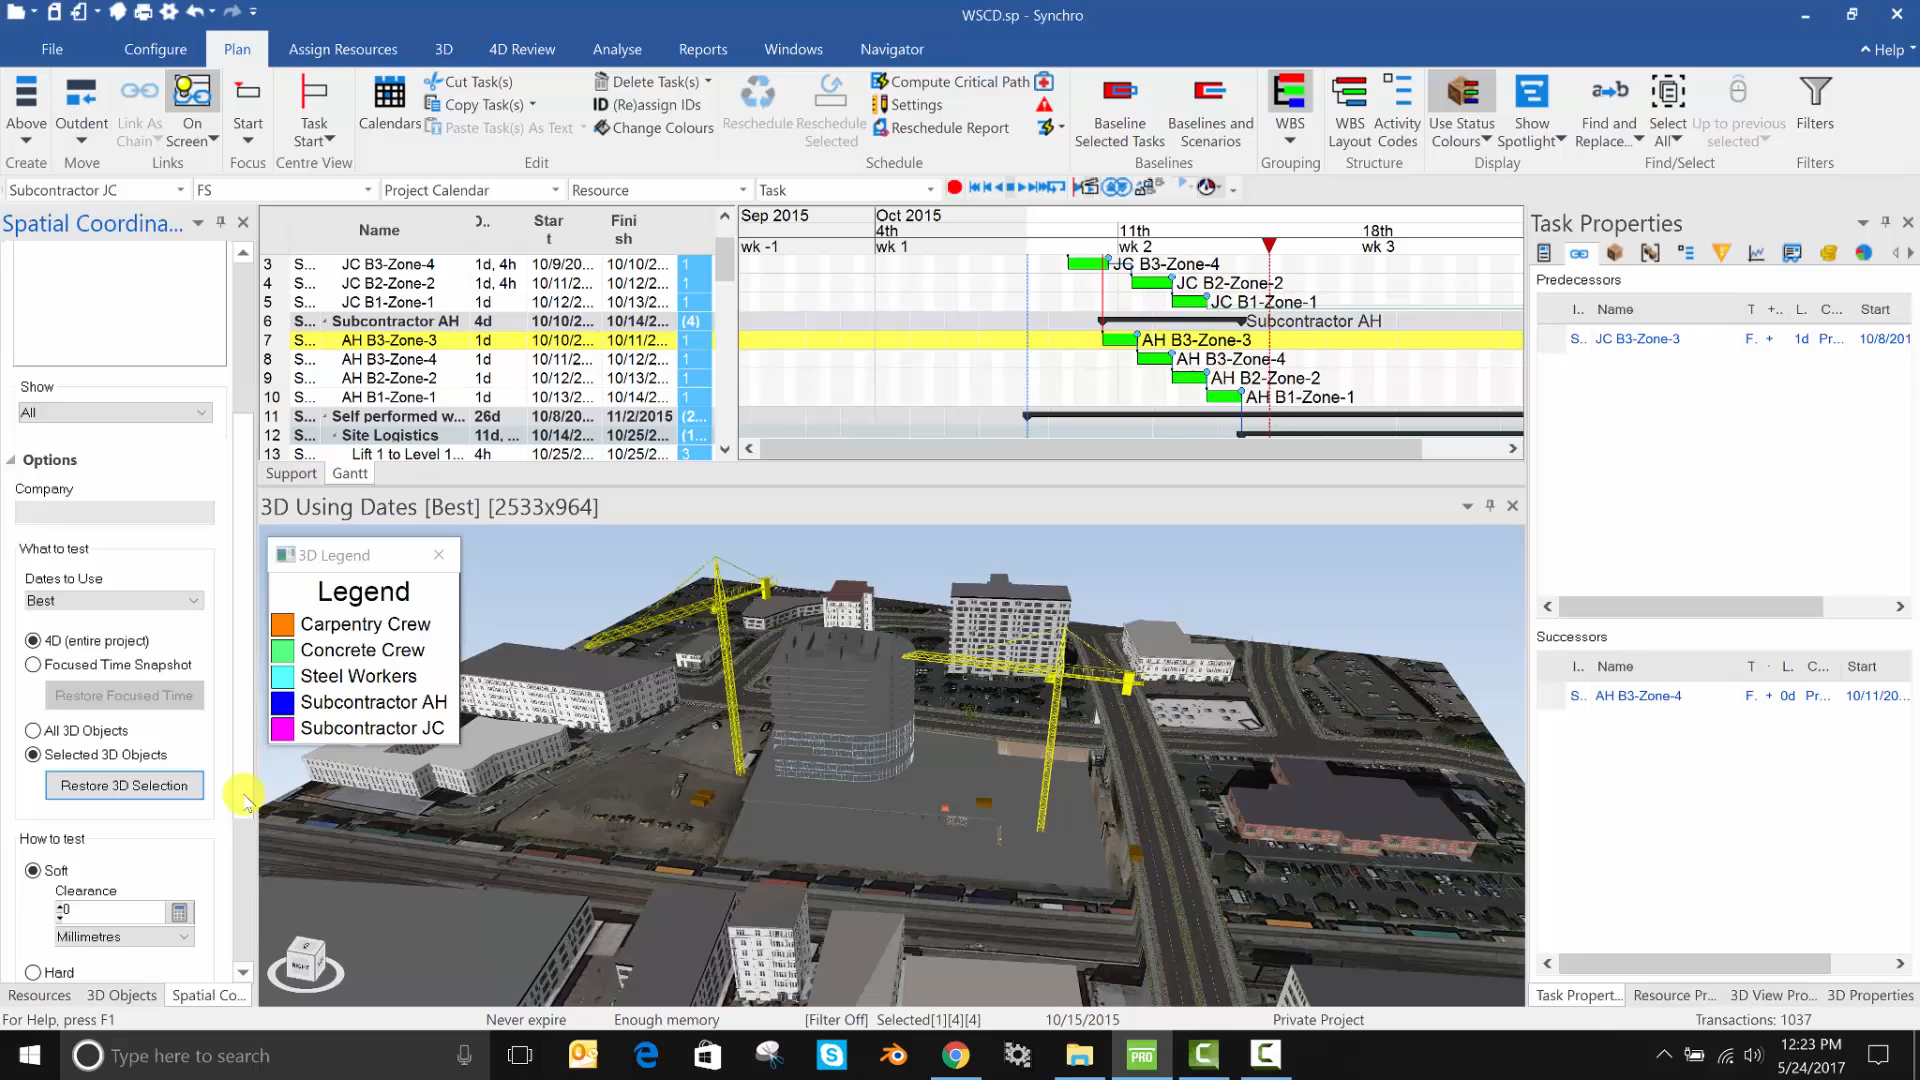 WSCD.sp - Synchro
File Configure Plan Assign Resources 3D 4D Review Analyse Reports Windows Navigator Help
Cut Task(s) Delete Task(s) Compute Critical Path
Copy Task(s) ID (Re)assign IDs Settings
Paste Task(s) As Text Change Colours Reschedule Report
Above Outdent Link As Chain On Screen Start Task Start Calendars Reschedule Reschedule Selected Baseline Selected Tasks Baselines and Scenarios WBS WBS Layout Activity Codes Use Status Colours Show Spotlight Find and Replace... Select All Up to previous selected Filters
Create Move Links Focus Centre View Edit Schedule Baselines Grouping Structure Display Find/Select Filters
Subcontractor JC FS Project Calendar Resource Task
Spatial Coordina...
Show
All
Options
Company
What to test
Dates to Use
Best
4D (entire project)
Focused Time Snapshot
Restore Focused Time
All 3D Objects
Selected 3D Objects
Restore 3D Selection
How to test
Soft
Clearance
0
Millimetres
Hard
Resources 3D Objects Spatial Co...
Name D.. Start Finish
3 S... JC B3-Zone-4 1d, 4h 10/9/20... 10/10/2... 1
4 S... JC B2-Zone-2 1d, 4h 10/11/2... 10/12/2... 1
5 S... JC B1-Zone-1 1d 10/12/2... 10/13/2... 1
6 S... Subcontractor AH 4d 10/10/2... 10/14/2... (4)
7 S... AH B3-Zone-3 1d 10/10/2... 10/11/2... 1
8 S... AH B3-Zone-4 1d 10/11/2... 10/12/2... 1
9 S... AH B2-Zone-2 1d 10/12/2... 10/13/2... 1
10 S... AH B1-Zone-1 1d 10/13/2... 10/14/2... 1
11 S... Self performed w... 26d 10/8/20... 11/2/2015 (2...
12 S... Site Logistics 11d, ... 10/14/2... 10/25/2... (1...
13 S... Lift 1 to Level 1... 4h 10/25/2... 10/25/2... 3
Support Gantt
Sep 2015 Oct 2015
4th 11th 18th
wk -1 wk 1 wk 2 wk 3
JC B3-Zone-4
JC B2-Zone-2
JC B1-Zone-1
Subcontractor AH
AH B3-Zone-3
AH B3-Zone-4
AH B2-Zone-2
AH B1-Zone-1
3D Using Dates [Best] [2533x964]
3D Legend
Legend
Carpentry Crew
Concrete Crew
Steel Workers
Subcontractor AH
Subcontractor JC
RIGHT
Task Properties
Predecessors
I.. Name T +.. L. C... Start
S.. JC B3-Zone-3 F. + 1d Pr... 10/8/201
Successors
I.. Name T · L. C... Start
S.. AH B3-Zone-4 F. + 0d Pr... 10/11/20...
Task Propert... Resource Pr... 3D View Pro... 3D Properties
For Help, press F1 Never expire Enough memory [Filter Off] Selected[1][4][4] 10/15/2015 Private Project Transactions: 1037
Type here to search
PRO
12:23 PM
5/24/2017